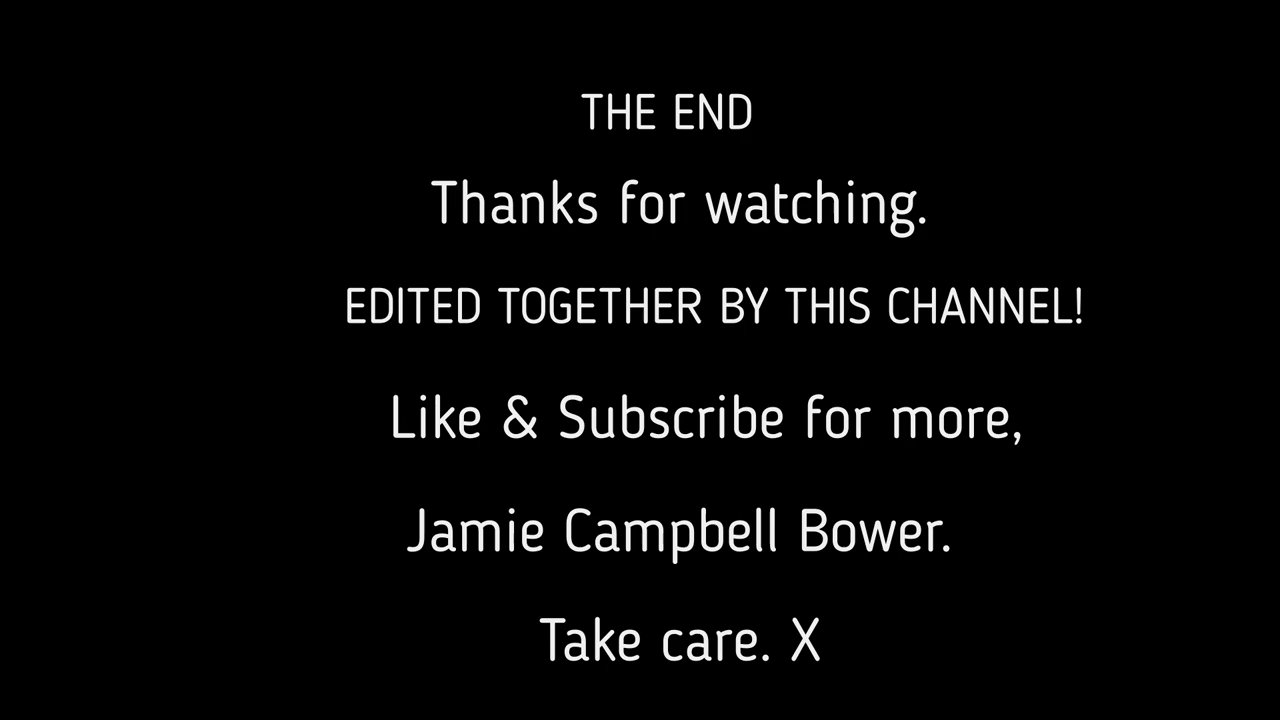 THE END
Thanks for watching.
EDITED TOGETHER BY THIS CHANNEL!
Like & Subscribe for more,
Jamie Campbell Bower.
Take care. X